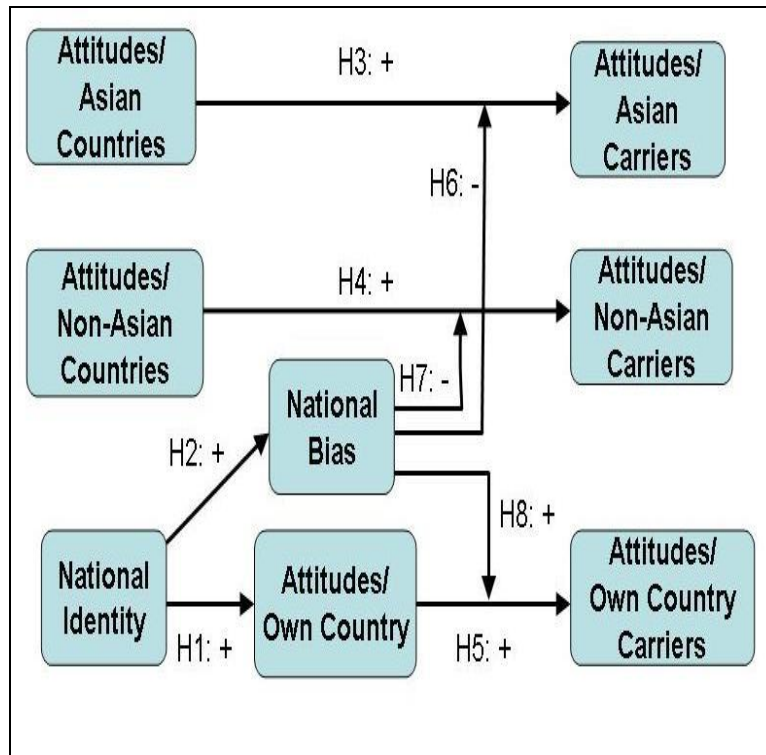 Attitudes/
Asian
Countries
H3: +
Attitudes/
Asian
Carriers
H6: -
Attitudes/
Non-Asian
Countries
H4: +
Attitudes/
Non-Asian
Carriers
H7: -
National
Bias
H2: +
H8: +
National
Identity
H1: +
Attitudes/
Own Country
H5: +
Attitudes/
Own Country
Carriers